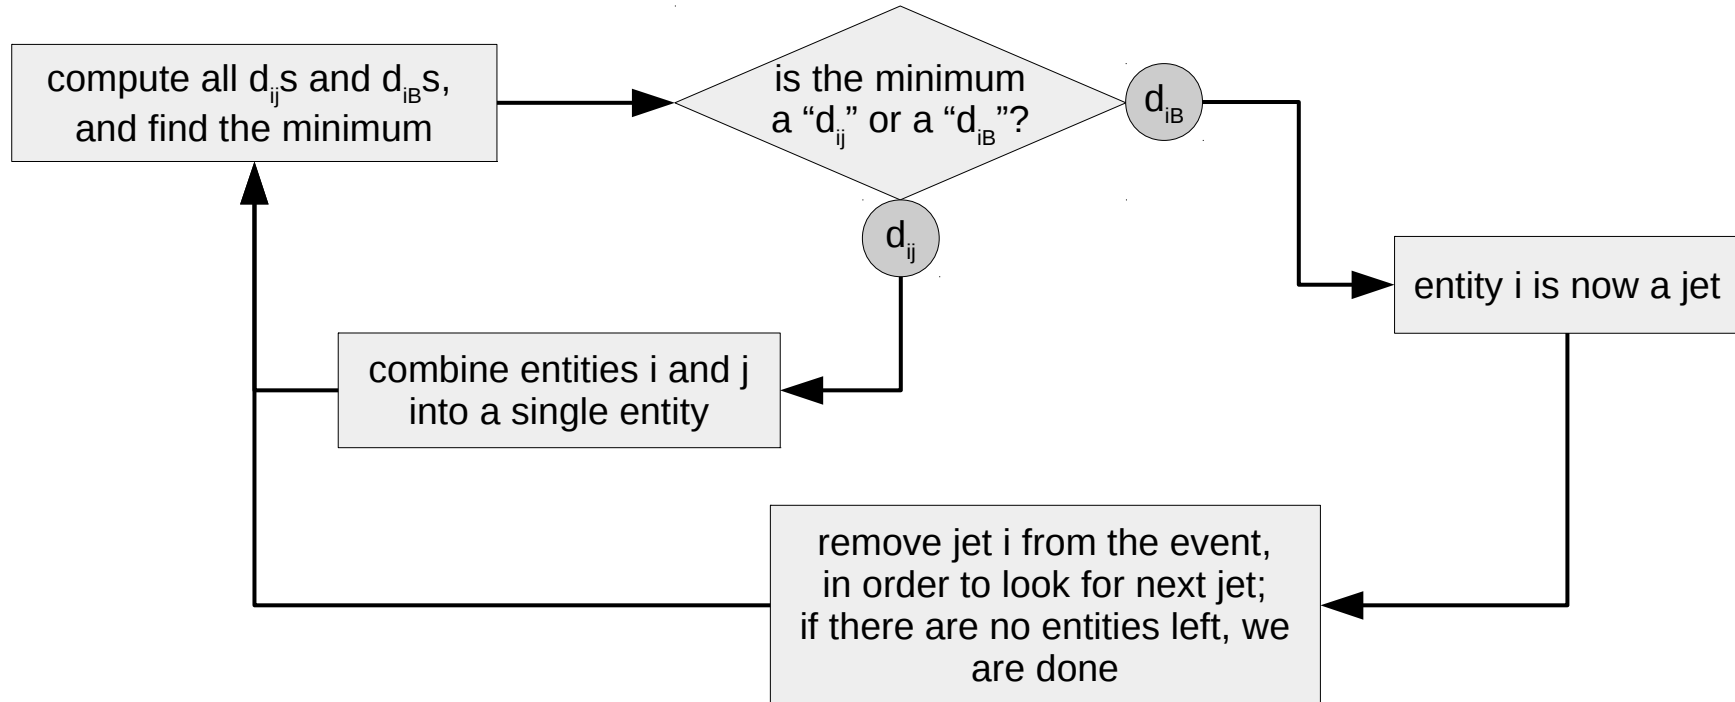 compute all dijs and diBs,
and find the minimum
is the minimum
a “dij” or a “diB”?
diB
dij
entity i is now a jet
combine entities i and j
into a single entity
remove jet i from the event,
in order to look for next jet;
if there are no entities left, we
are done